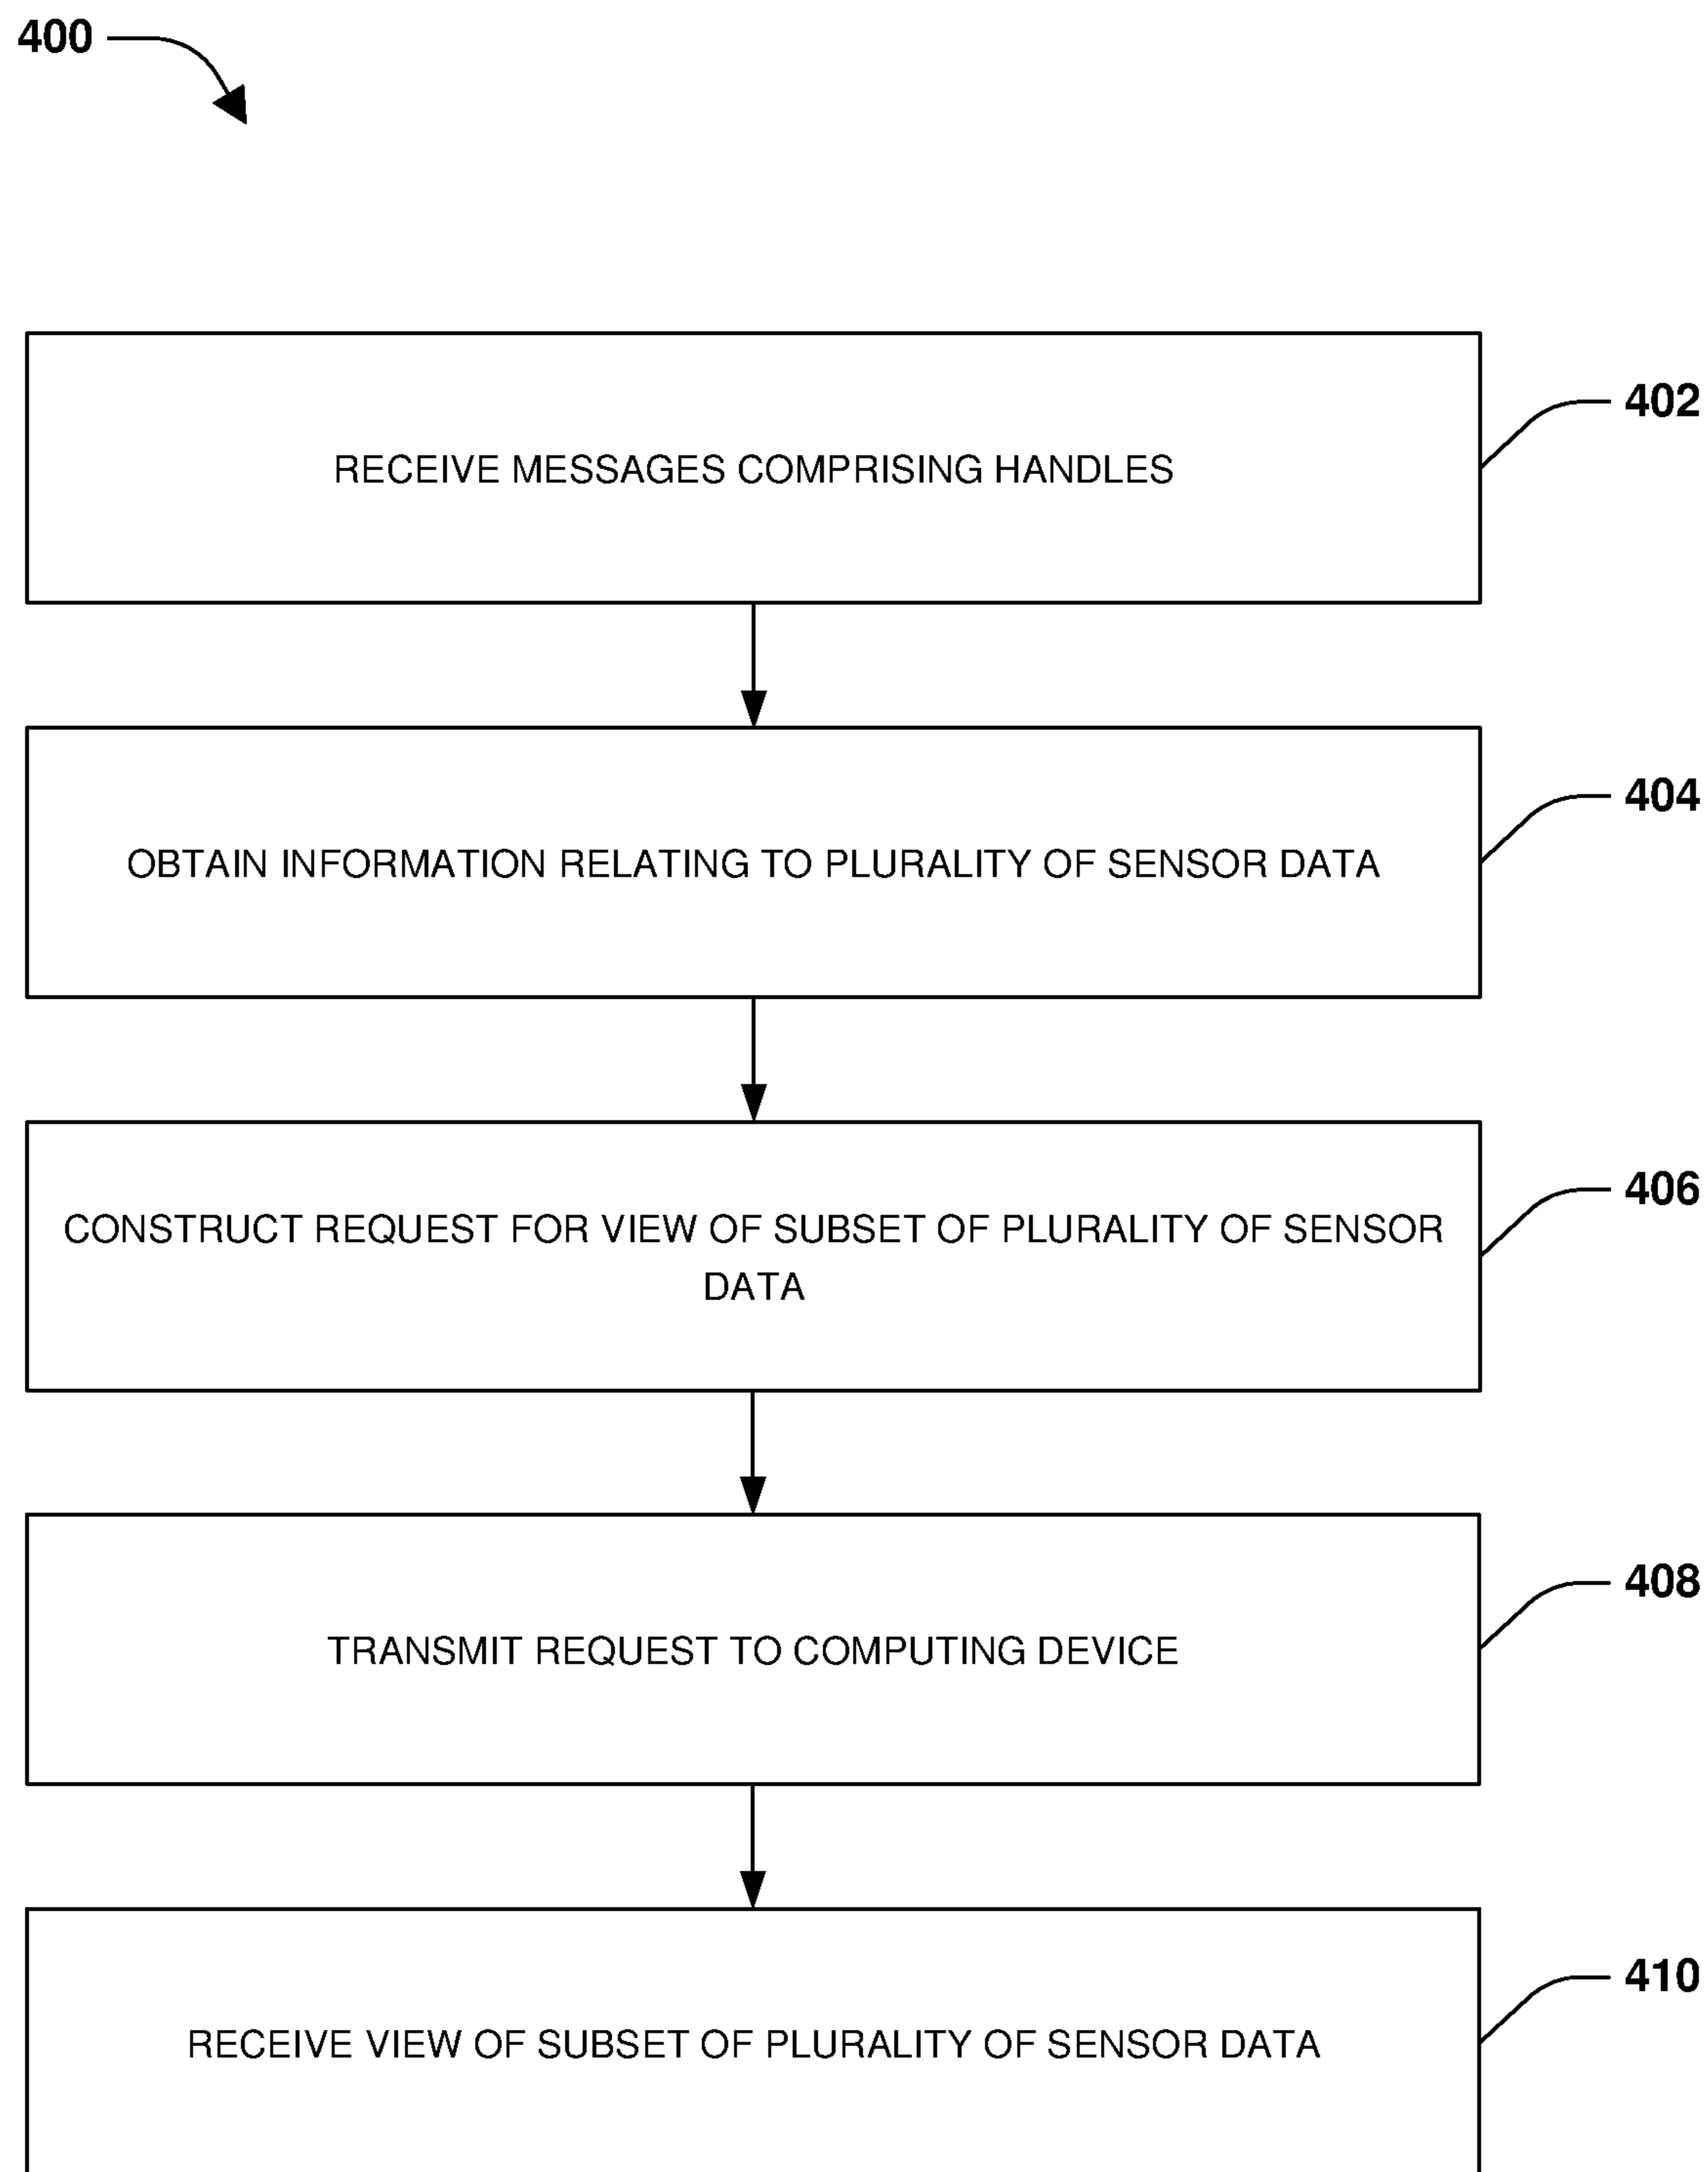 400
RECEIVE MESSAGES COMPRISING HANDLES
402
OBTAIN INFORMATION RELATING TO PLURALITY OF SENSOR DATA
404
CONSTRUCT REQUEST FOR VIEW OF SUBSET OF PLURALITY OF SENSOR
DATA
406
TRANSMIT REQUEST TO COMPUTING DEVICE
408
RECEIVE VIEW OF SUBSET OF PLURALITY OF SENSOR DATA
410